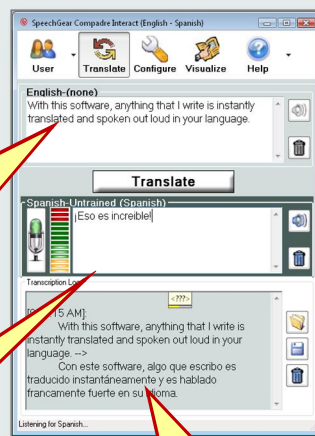 SpeechGear Compadre Interact (English - Spanish)
User Translate Configure Visualize Help
English-(none)
With this software, anything that I write is instantly
translated and spoken out loud in your language.
Translate
Spanish-Untrained (Spanish)
¡Eso es increible!
Transcription Log
<???>
15 AM]:
With this software, anything that I write is
instantly translated and spoken out loud in your
language. -->
Con este software, algo que escribo es
traducido instantáneamente y es hablado
francamente fuerte en su idioma.
Listening for Spanish...